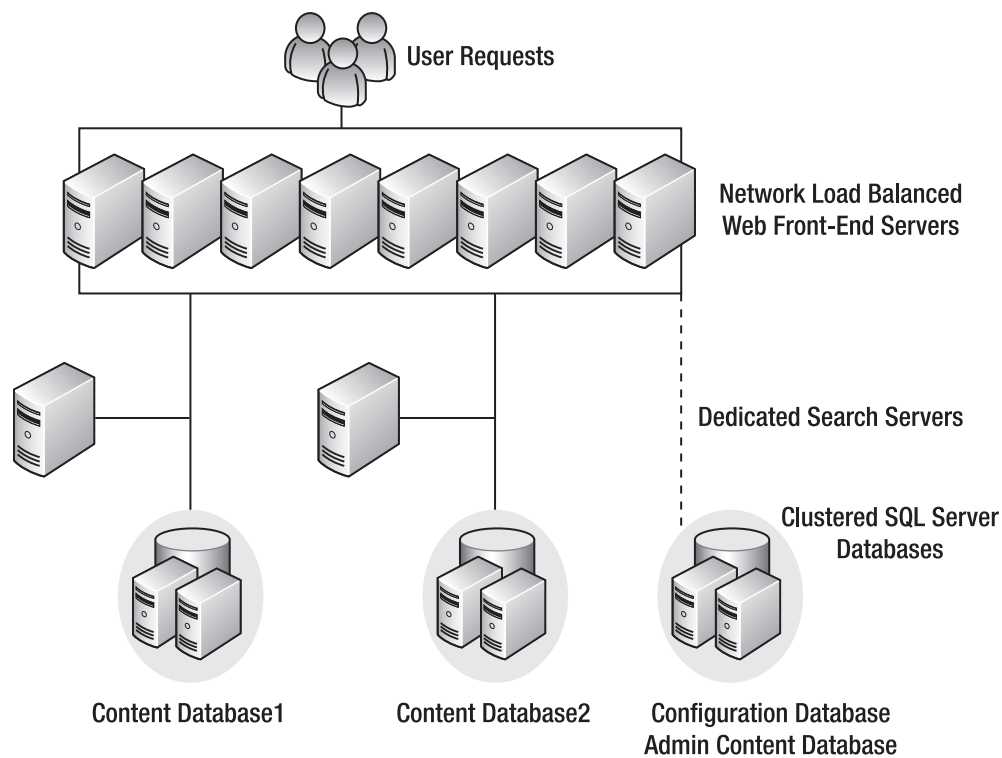 User Requests
Network Load Balanced
Web Front-End Servers
Dedicated Search Servers
Clustered SQL Server
Databases
Content Database1
Content Database2
Configuration Database
Admin Content Database